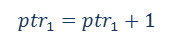 ptr₁ = ptr₁ + 1